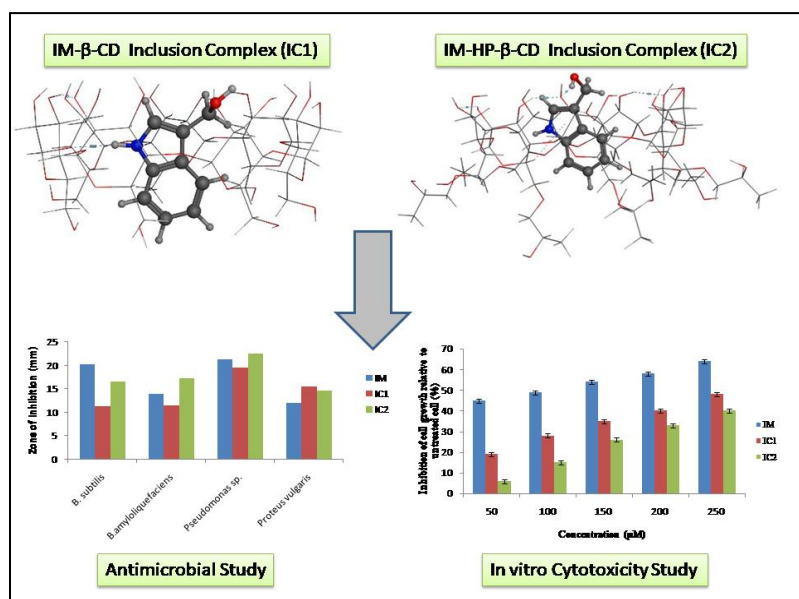 IM-β-CD Inclusion Complex (IC1)
IM-HP-β-CD Inclusion Complex (IC2)
Zone of Inhibition (mm)
25
20
15
10
5
0
B. subtilis
B.amyloliquefaciens
Pseudomonas sp.
Proteus vulgaris
IM
IC1
IC2
Antimicrobial Study
Inhibition of cell growth relative to
untreated cell (%)
70
60
50
40
30
20
10
0
50 100 150 200 250
Concentration (µM)
IM
IC1
IC2
In vitro Cytotoxicity Study